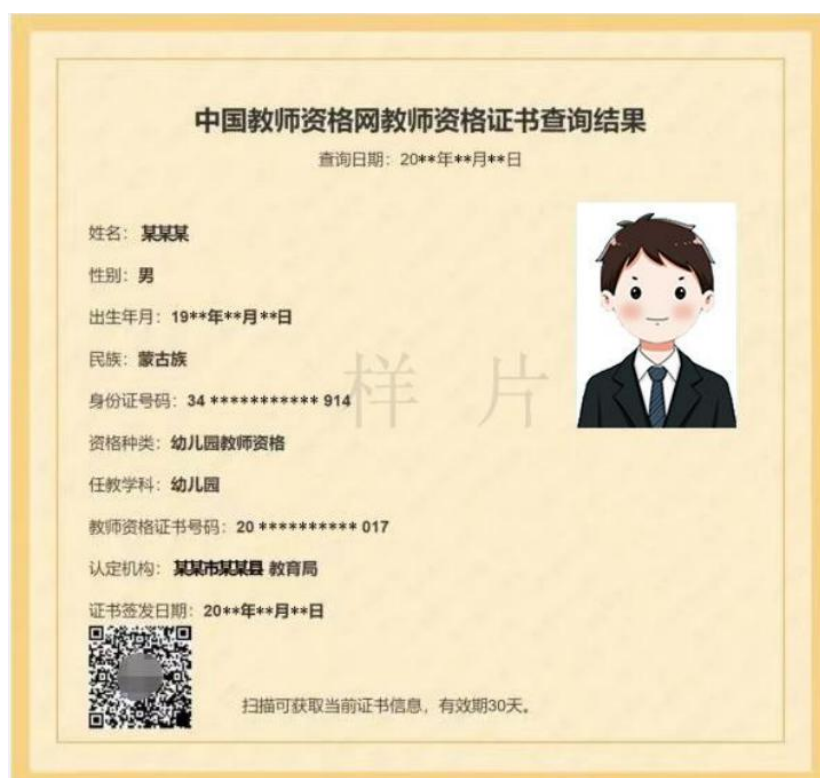 中国教师资格网教师资格证书查询结果
查询日期：20**年**月**日
姓名：某某某
性别：男
出生年月：19**年**月**日
民族：蒙古族
身份证号码：34 *********** 914
样 片
资格种类：幼儿园教师资格
任教学科：幼儿园
教师资格证书号码：20 ********** 017
认定机构：某某市某某县 教育局
证书签发日期：20**年**月**日
扫描可获取当前证书信息，有效期30天。